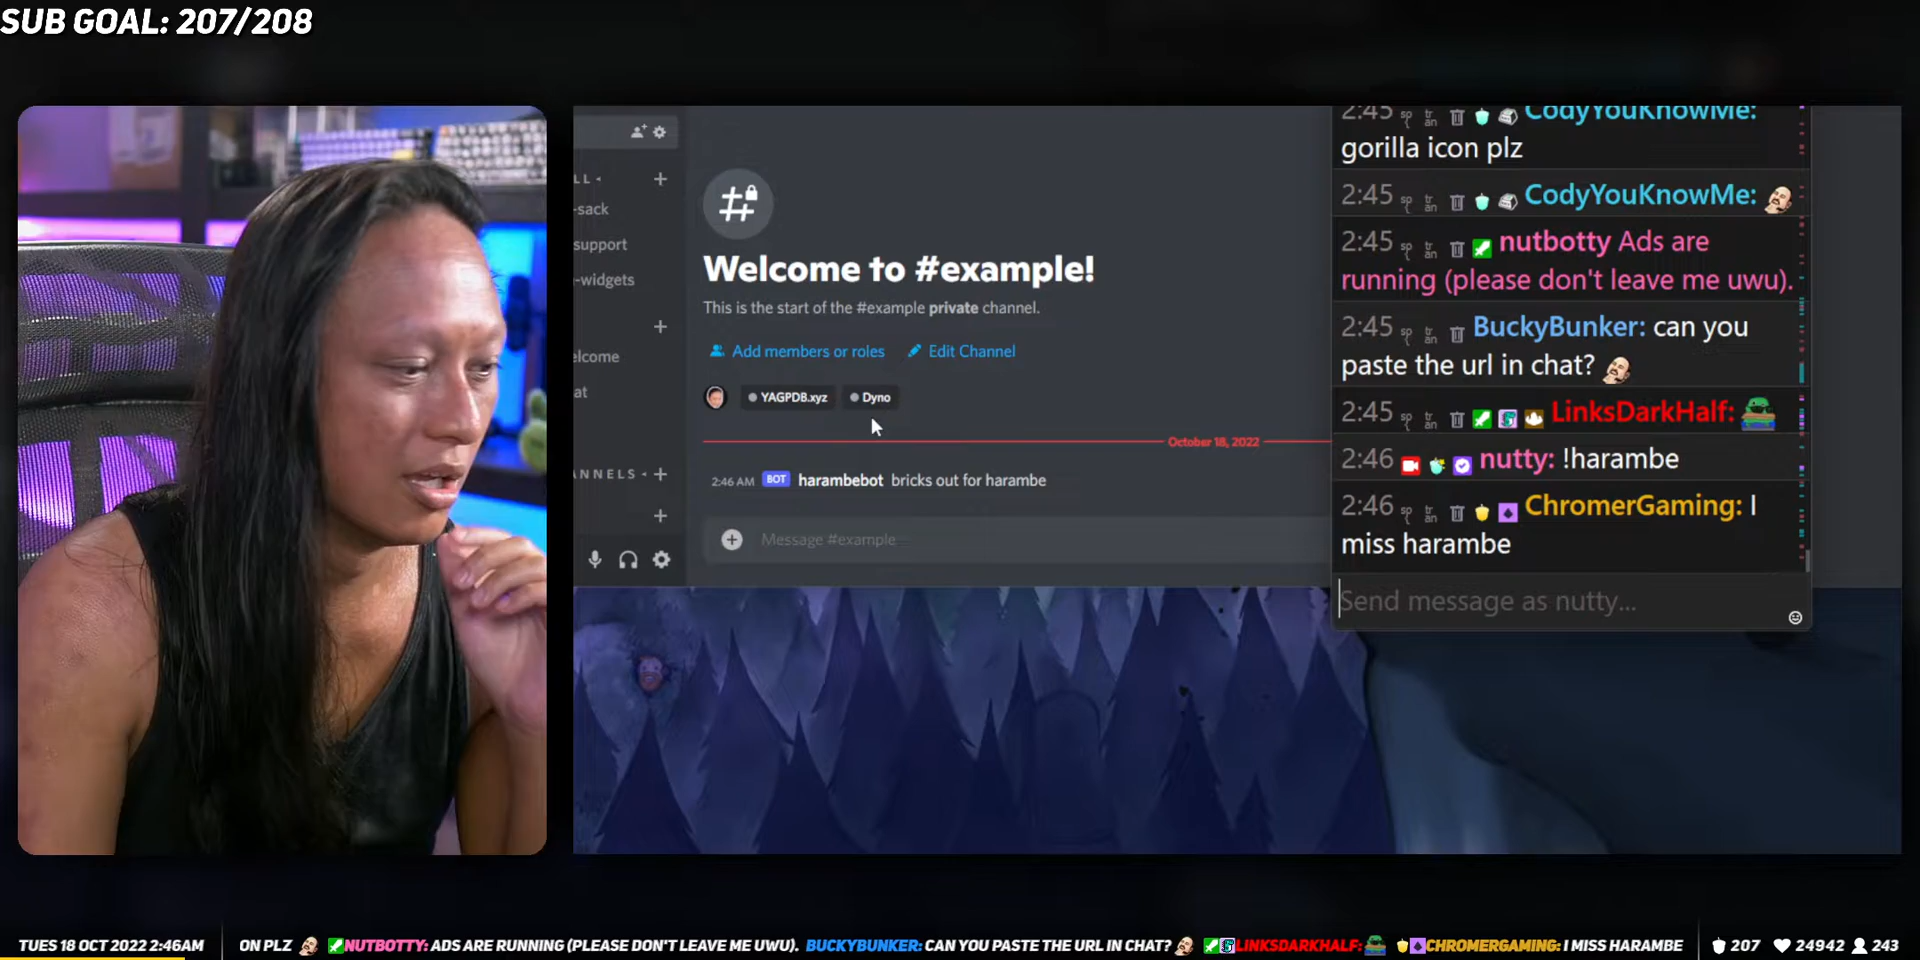 SUB GOAL: 207/208
LL
-sack
support
-widgets
elcome
at
ANNELS
Welcome to #example!
This is the start of the #example private channel.
Add members or roles Edit Channel
YAGPDB.xyz Dyno
October 18, 2022
2:46 AM BOT harambebot bricks out for harambe
Message #example
2:45 CodyYouKnowMe:
gorilla icon plz
2:45 CodyYouKnowMe:
2:45 nutbotty Ads are
running (please don't leave me uwu).
2:45 BuckyBunker: can you
paste the url in chat?
2:45 LinksDarkHalf:
2:46 nutty: !harambe
2:46 ChromerGaming: I
miss harambe
Send message as nutty...
TUES 18 OCT 2022 2:46AM ON PLZ NUTBOTTY: ADS ARE RUNNING (PLEASE DON'T LEAVE ME UWU). BUCKYBUNKER: CAN YOU PASTE THE URL IN CHAT? LINKSDARKHALF: CHROMERGAMING: I MISS HARAMBE 207 24942 243